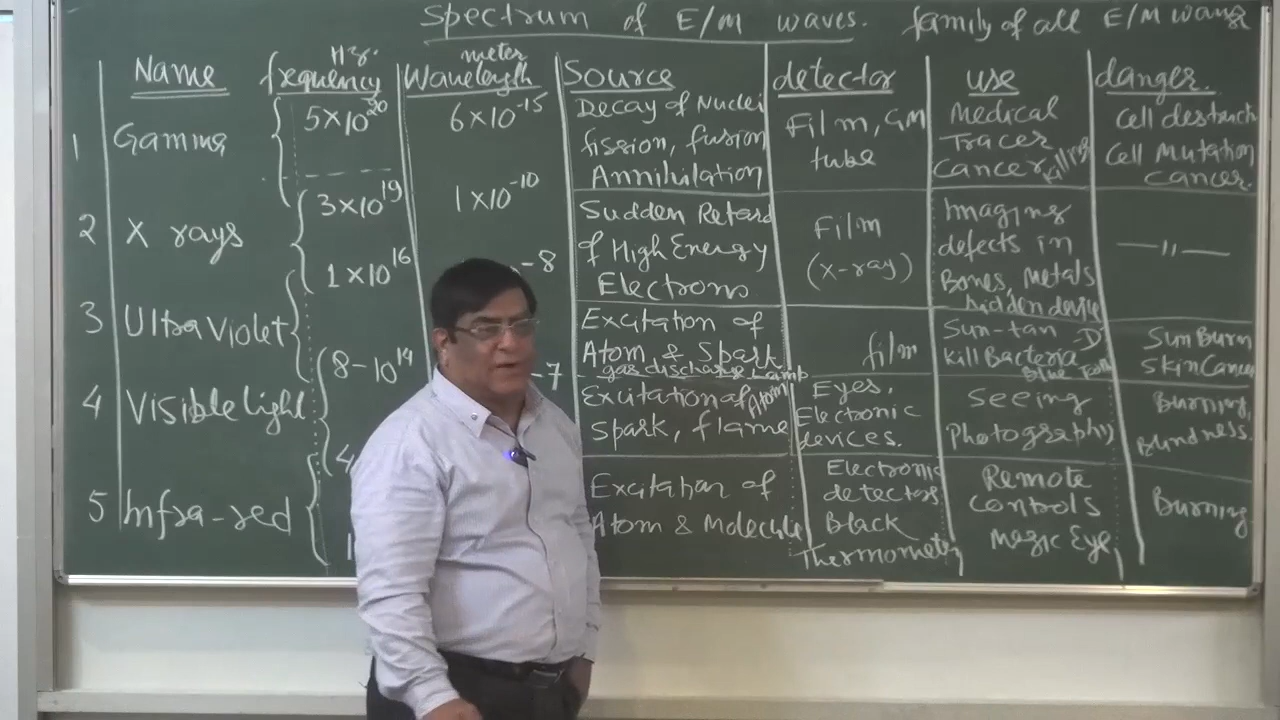 Spectrum of E/M waves. family of all E/M waves
Name
Hz.
frequency
meter
Wavelength
Source
detector
use
danger.
1 Gamma
5×10^20
6×10^-15
Decay of Nuclei
fission, fusion
Annilulation
Film, GM
tube
Medical
Tracer
Cancer Killing
Cell destruct
Cell Mutation
Cancer.
2 X rays
3×10^19
1×10^-10
1×10^16
-8
Sudden Retard
of High Energy
Electrons
Film
(X-ray)
Imaging
defects in
Bones, Metals
hidden device
—〃—
3 Ultra Violet
8-10^14
-7
Excitation of
Atom & Spark
gas discharge Lamp
film
Sun-tan -D
kill Bacteria
Sun Burn
Skin Cancer
4 Visible light
4
Excitation of Atom
Spark, flame
Eyes,
Electronic
devices.
Seeing
Photography
Burning,
Blindness.
5 Infra-red
1
Excitation of
Atom & Molecule
Electronic
detectors
Black
Thermometer
Remote
Controls
Magic Eye
Burning